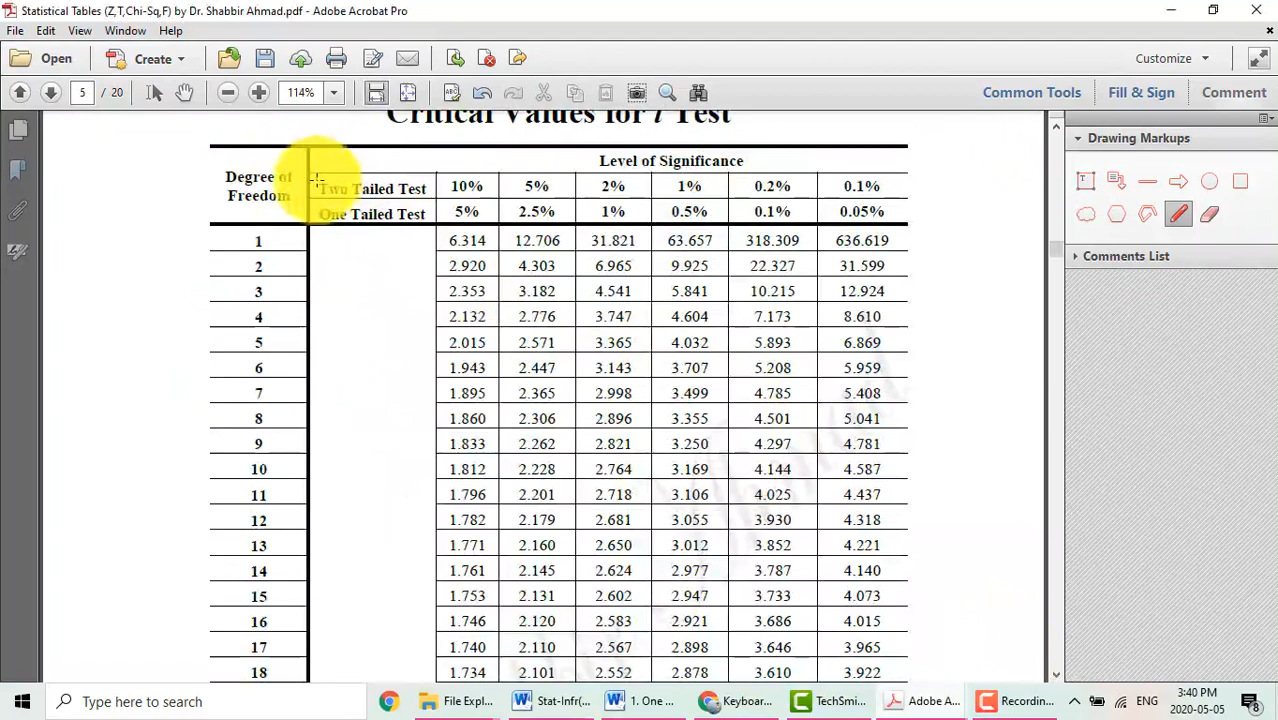 Statistical Tables (Z,T,Chi-Sq,F) by Dr. Shabbir Ahmad.pdf - Adobe Acrobat Pro
File Edit View Window Help
Open Create Customize
5 / 20 114% Common Tools Fill & Sign Comment
Critical Values for t Test
Drawing Markups
Comments List
Degree of Freedom Level of Significance
Two Tailed Test 10% 5% 2% 1% 0.2% 0.1%
One Tailed Test 5% 2.5% 1% 0.5% 0.1% 0.05%
1 6.314 12.706 31.821 63.657 318.309 636.619
2 2.920 4.303 6.965 9.925 22.327 31.599
3 2.353 3.182 4.541 5.841 10.215 12.924
4 2.132 2.776 3.747 4.604 7.173 8.610
5 2.015 2.571 3.365 4.032 5.893 6.869
6 1.943 2.447 3.143 3.707 5.208 5.959
7 1.895 2.365 2.998 3.499 4.785 5.408
8 1.860 2.306 2.896 3.355 4.501 5.041
9 1.833 2.262 2.821 3.250 4.297 4.781
10 1.812 2.228 2.764 3.169 4.144 4.587
11 1.796 2.201 2.718 3.106 4.025 4.437
12 1.782 2.179 2.681 3.055 3.930 4.318
13 1.771 2.160 2.650 3.012 3.852 4.221
14 1.761 2.145 2.624 2.977 3.787 4.140
15 1.753 2.131 2.602 2.947 3.733 4.073
16 1.746 2.120 2.583 2.921 3.686 4.015
17 1.740 2.110 2.567 2.898 3.646 3.965
18 1.734 2.101 2.552 2.878 3.610 3.922
Type here to search File Expl... Stat-Infr(... 1. One ... Keyboar... TechSmi... Adobe A... Recordin... ENG 3:40 PM
2020-05-05 8